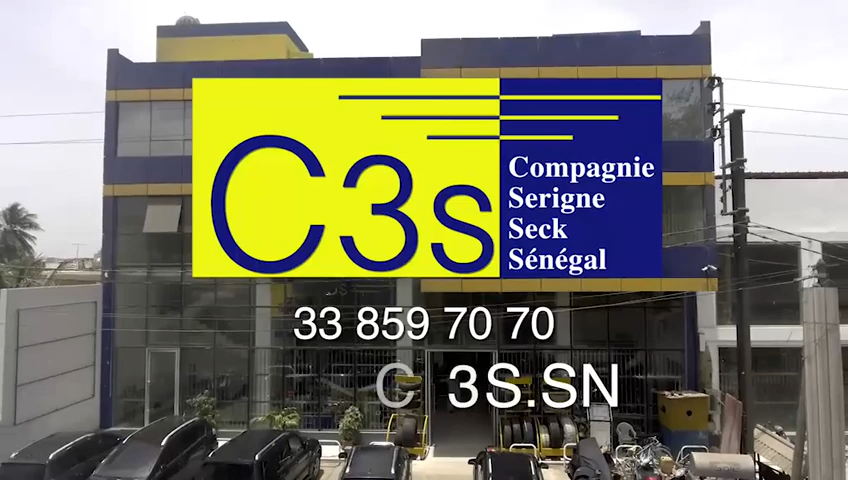 C3s
Compagnie
Serigne
Seck
Sénégal
33 859 70 70
C 3S.SN